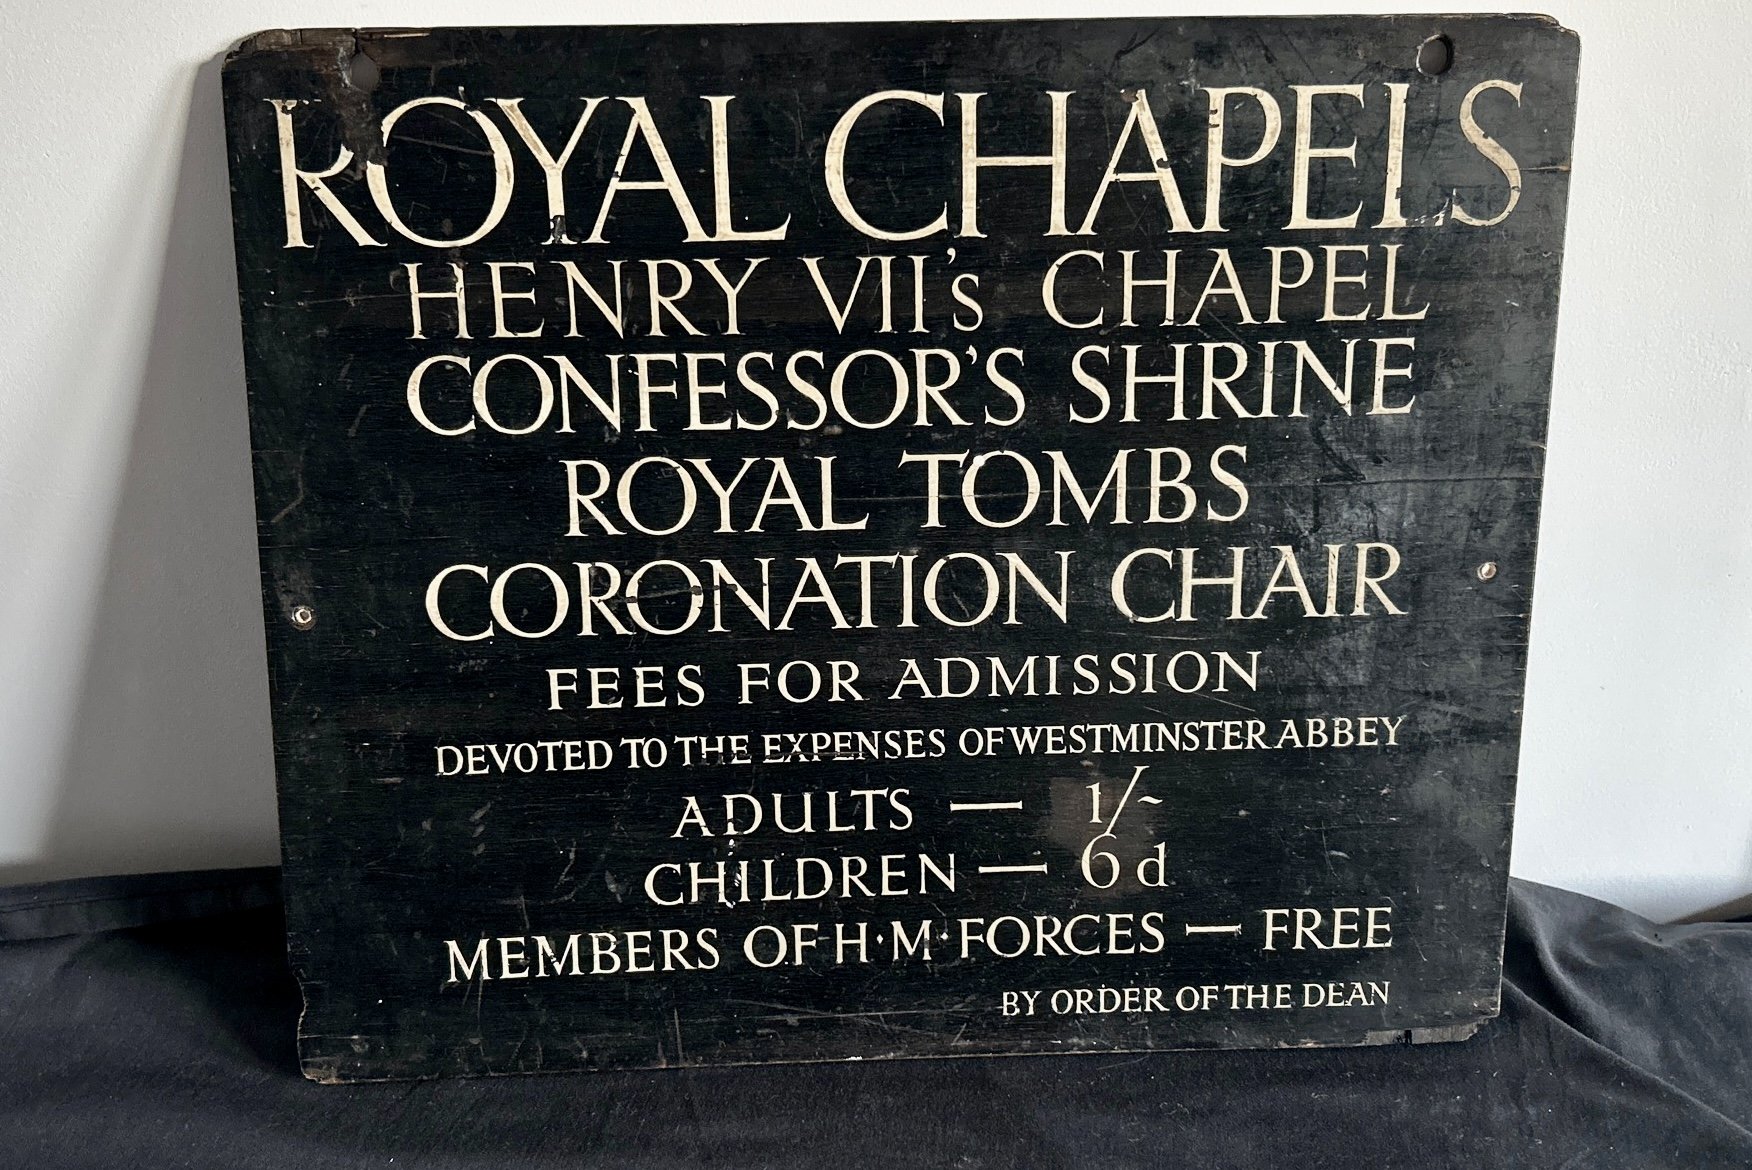 ROYAL CHAPELS
HENRY VII's CHAPEL
CONFESSOR'S SHRINE
ROYAL TOMBS
CORONATION CHAIR
FEES FOR ADMISSION
DEVOTED TO THE EXPENSES OF WESTMINSTER ABBEY
ADULTS — 1/-
CHILDREN — 6d
MEMBERS OF H·M·FORCES — FREE
BY ORDER OF THE DEAN